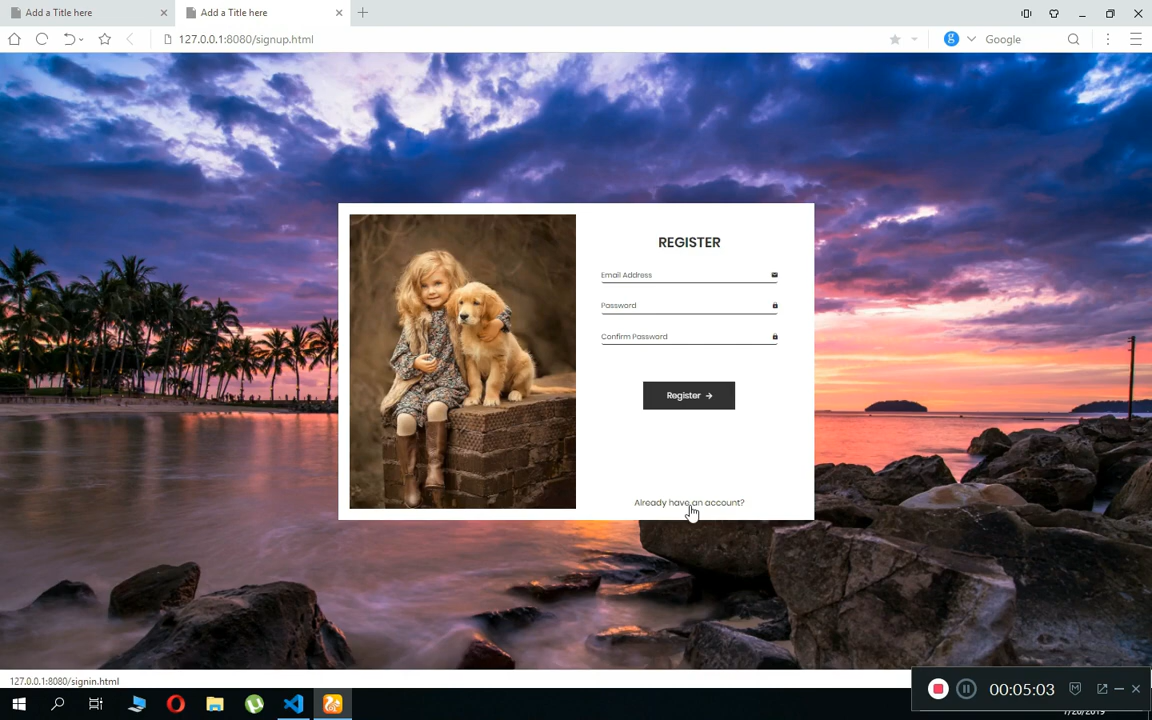 Add a Title here
Add a Title here
127.0.0.1:8080/signup.html
Google
REGISTER
Email Address
Password
Confirm Password
Register →
Already have an account?
127.0.0.1:8080/signin.html
00:05:03